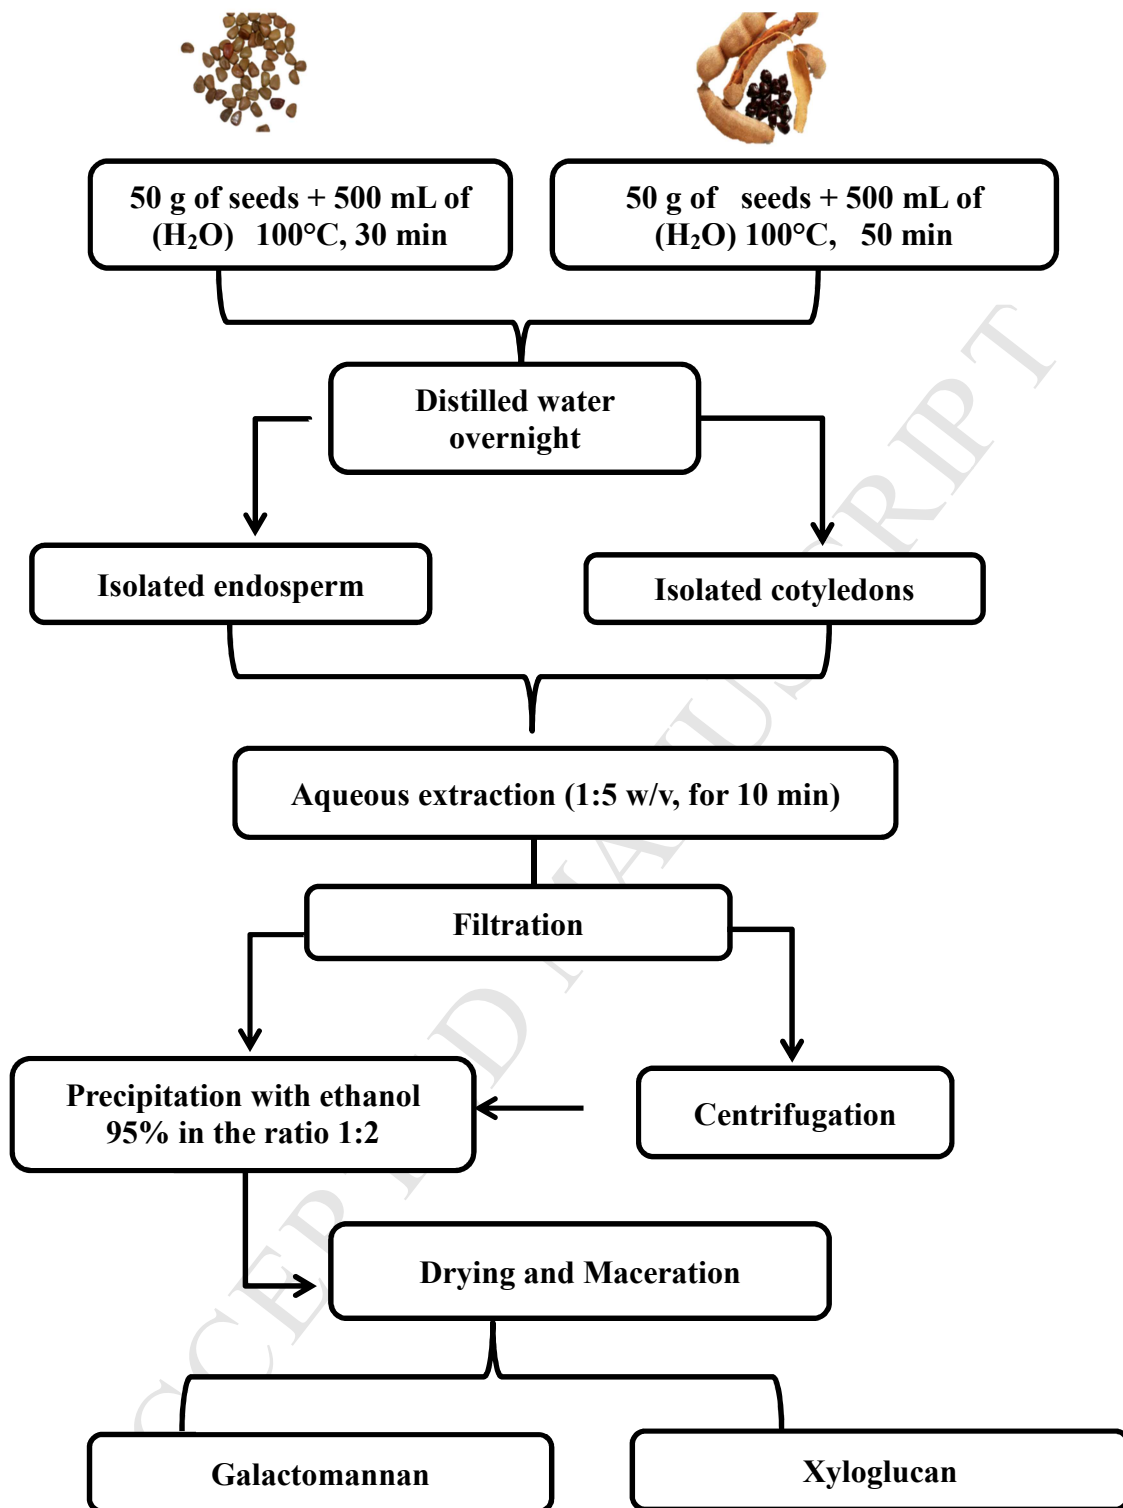 50 g of seeds + 500 mL of
(H₂O) 100°C, 30 min
50 g of seeds + 500 mL of
(H₂O) 100°C, 50 min
Distilled water
overnight
Isolated endosperm
Isolated cotyledons
Aqueous extraction (1:5 w/v, for 10 min)
Filtration
Precipitation with ethanol
95% in the ratio 1:2
Centrifugation
Drying and Maceration
Galactomannan
Xyloglucan
ACCEPTED MANUSCRIPT